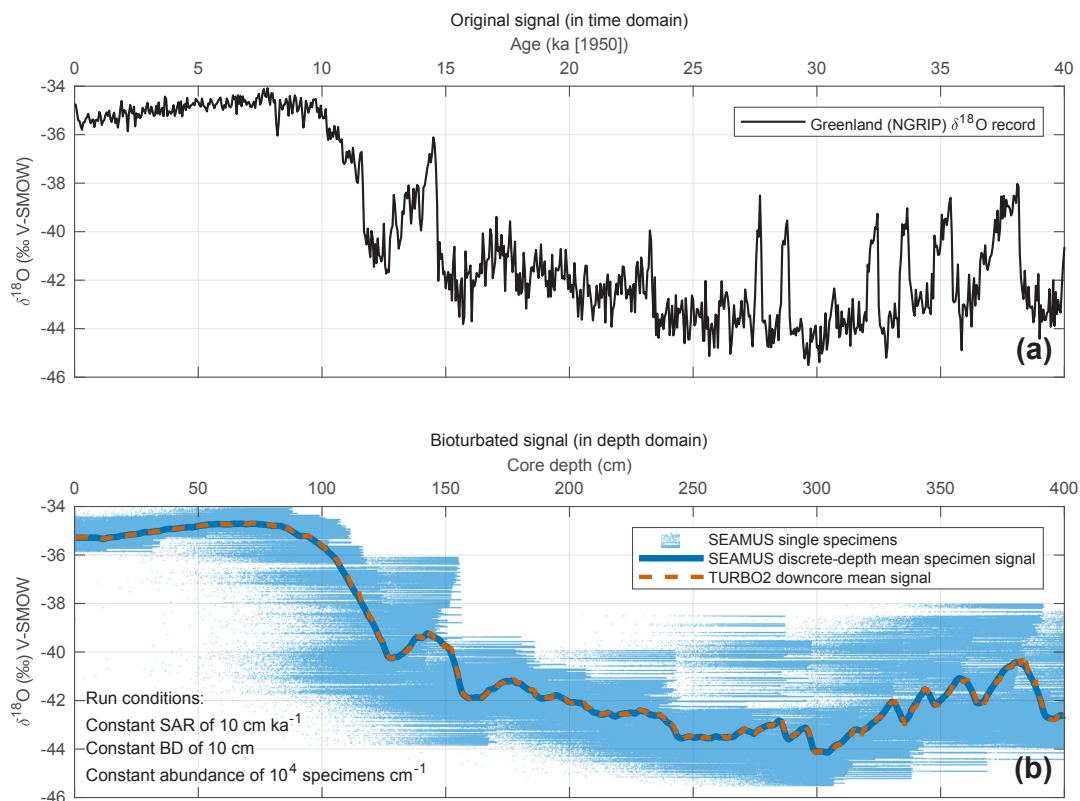 Original signal (in time domain)
Age (ka [1950])
0 5 10 15 20 25 30 35 40
-34
-36
-38
-40
-42
-44
-46
δ18O (‰ V-SMOW)
Greenland (NGRIP) δ18O record
(a)
Bioturbated signal (in depth domain)
Core depth (cm)
0 50 100 150 200 250 300 350 400
-34
-36
-38
-40
-42
-44
-46
δ18O (‰) V-SMOW
SEAMUS single specimens
SEAMUS discrete-depth mean specimen signal
TURBO2 downcore mean signal
Run conditions:
Constant SAR of 10 cm ka-1
Constant BD of 10 cm
Constant abundance of 10^4 specimens cm-1
(b)